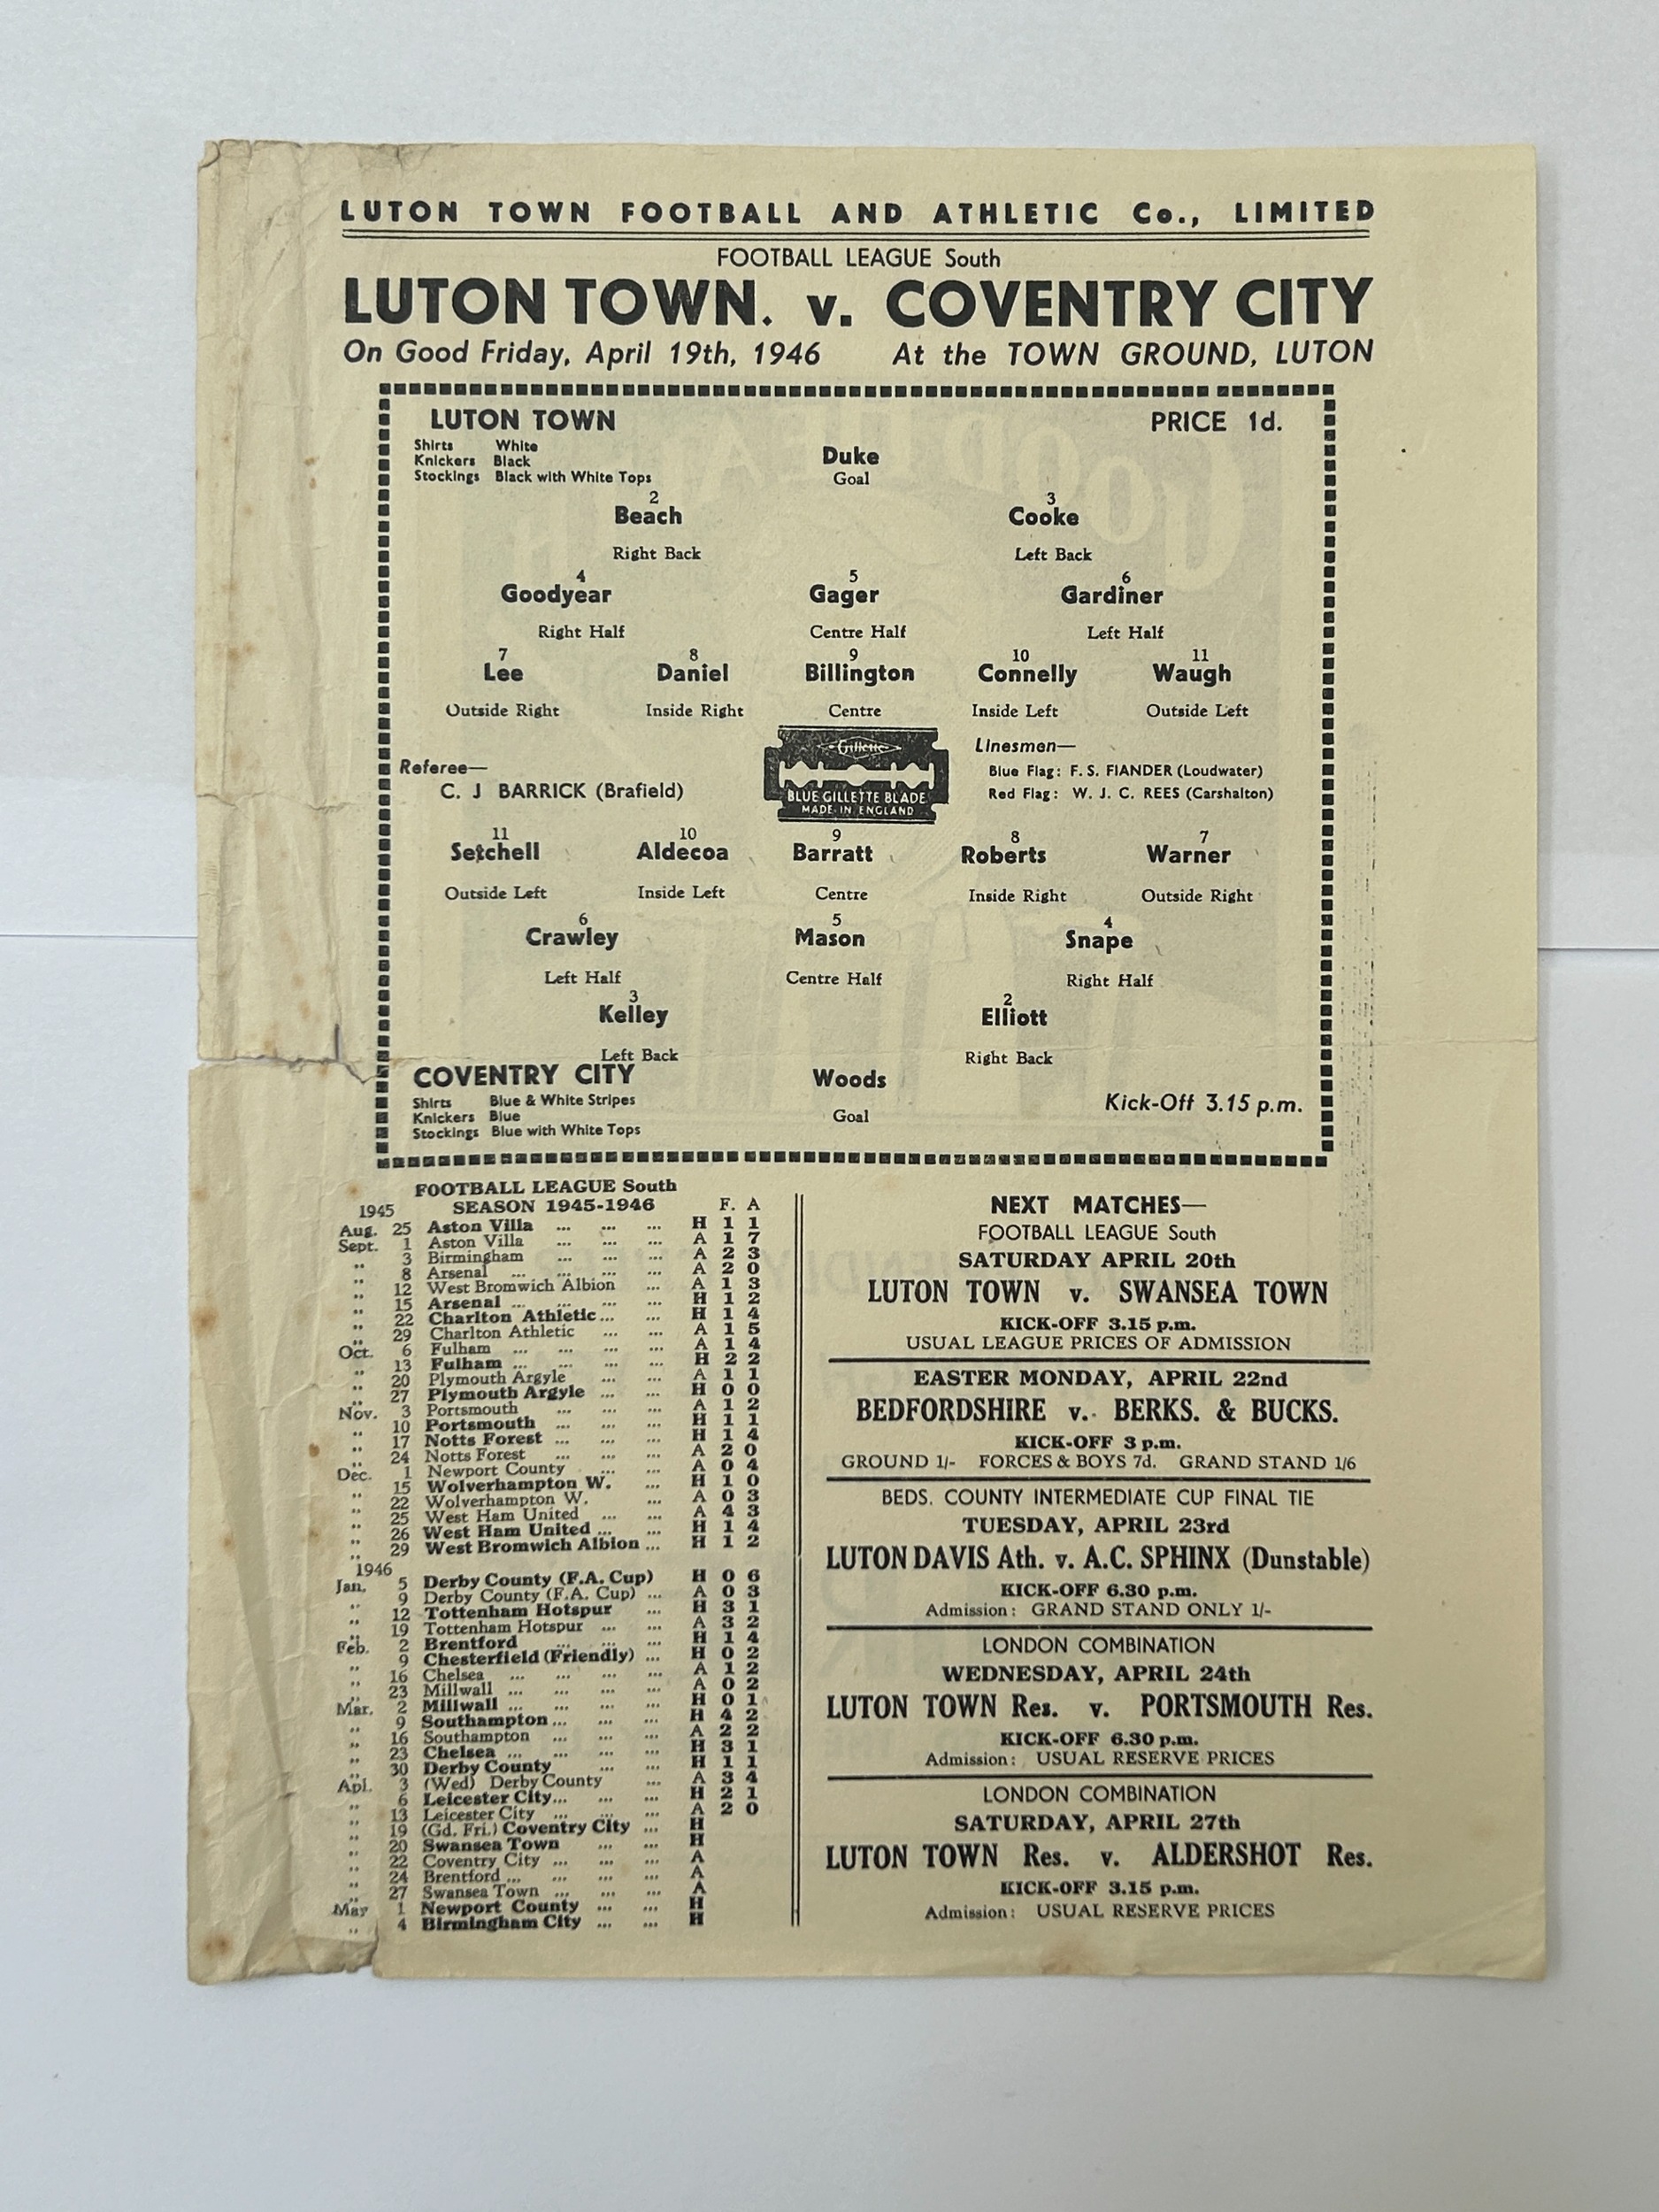 LUTON TOWN FOOTBALL AND ATHLETIC Co., LIMITED
FOOTBALL LEAGUE South
LUTON TOWN. v. COVENTRY CITY
On Good Friday, April 19th, 1946 At the TOWN GROUND, LUTON
LUTON TOWN PRICE 1d.
Shirts White
Knickers Black
Stockings Black with White Tops
Duke
Goal
2 3
Beach Cooke
Right Back Left Back
4 5 6
Goodyear Gager Gardiner
Right Half Centre Half Left Half
7 8 9 10 11
Lee Daniel Billington Connelly Waugh
Outside Right Inside Right Centre Inside Left Outside Left
Referee—
C. J BARRICK (Brafield)
Gillette
BLUE GILLETTE BLADE
MADE IN ENGLAND
Linesmen—
Blue Flag: F. S. FIANDER (Loudwater)
Red Flag: W. J. C. REES (Carshalton)
11 10 9 8 7
Setchell Aldecoa Barratt Roberts Warner
Outside Left Inside Left Centre Inside Right Outside Right
6 5 4
Crawley Mason Snape
Left Half Centre Half Right Half
3 2
Kelley Elliott
Left Back Right Back
COVENTRY CITY
Shirts Blue & White Stripes
Knickers Blue
Stockings Blue with White Tops
Woods
Goal
Kick-Off 3.15 p.m.
FOOTBALL LEAGUE South
1945 SEASON 1945-1946 F. A
Aug. 25 Aston Villa ... ... ... H 1 1
Sept. 1 Aston Villa ... ... ... A 1 7
,, 3 Birmingham ... ... ... A 2 3
,, 8 Arsenal ... ... ... ... A 2 0
,, 12 West Bromwich Albion ... A 1 3
,, 15 Arsenal ... ... ... ... H 1 2
,, 22 Charlton Athletic ... ... ... H 1 4
,, 29 Charlton Athletic ... ... A 1 5
Oct. 6 Fulham ... ... ... ... A 1 4
,, 13 Fulham ... ... ... ... H 2 2
,, 20 Plymouth Argyle ... ... A 1 1
,, 27 Plymouth Argyle ... ... H 0 0
Nov. 3 Portsmouth ... ... ... A 1 2
,, 10 Portsmouth ... ... ... H 1 1
,, 17 Notts Forest ... ... ... H 1 4
,, 24 Notts Forest ... ... ... A 2 0
Dec. 1 Newport County ... ... A 0 4
,, 15 Wolverhampton W. ... H 1 0
,, 22 Wolverhampton W. ... A 0 3
,, 25 West Ham United ... ... A 4 3
,, 26 West Ham United ... ... H 1 4
,, 29 West Bromwich Albion ... H 1 2
1946
Jan. 5 Derby County (F.A. Cup) H 0 6
,, 9 Derby County (F.A. Cup) ... A 0 3
,, 12 Tottenham Hotspur ... H 3 1
,, 19 Tottenham Hotspur ... ... A 3 2
Feb. 2 Brentford ... ... ... H 1 4
,, 9 Chesterfield (Friendly) ... H 0 2
,, 16 Chelsea ... ... ... ... A 1 2
,, 23 Millwall ... ... ... ... A 0 2
Mar. 2 Millwall ... ... ... ... H 0 1
,, 9 Southampton ... ... ... H 4 2
,, 16 Southampton ... ... ... A 2 2
,, 23 Chelsea ... ... ... ... H 3 1
,, 30 Derby County ... ... H 1 1
Apl. 3 (Wed) Derby County ... A 3 4
,, 6 Leicester City... ... ... H 2 1
,, 13 Leicester City ... ... ... A 2 0
,, 19 (Gd. Fri.) Coventry City ... H
,, 20 Swansea Town ... ... H
,, 22 Coventry City ... ... ... A
,, 24 Brentford ... ... ... ... A
,, 27 Swansea Town ... ... ... A
May 1 Newport County ... ... H
,, 4 Birmingham City ... ... H
NEXT MATCHES—
FOOTBALL LEAGUE South
SATURDAY APRIL 20th
LUTON TOWN v. SWANSEA TOWN
KICK-OFF 3.15 p.m.
USUAL LEAGUE PRICES OF ADMISSION
EASTER MONDAY, APRIL 22nd
BEDFORDSHIRE v. BERKS. & BUCKS.
KICK-OFF 3 p.m.
GROUND 1/- FORCES & BOYS 7d. GRAND STAND 1/6
BEDS. COUNTY INTERMEDIATE CUP FINAL TIE
TUESDAY, APRIL 23rd
LUTON DAVIS Ath. v. A.C. SPHINX (Dunstable)
KICK-OFF 6.30 p.m.
Admission: GRAND STAND ONLY 1/-
LONDON COMBINATION
WEDNESDAY, APRIL 24th
LUTON TOWN Res. v. PORTSMOUTH Res.
KICK-OFF 6.30 p.m.
Admission: USUAL RESERVE PRICES
LONDON COMBINATION
SATURDAY, APRIL 27th
LUTON TOWN Res. v. ALDERSHOT Res.
KICK-OFF 3.15 p.m.
Admission: USUAL RESERVE PRICES